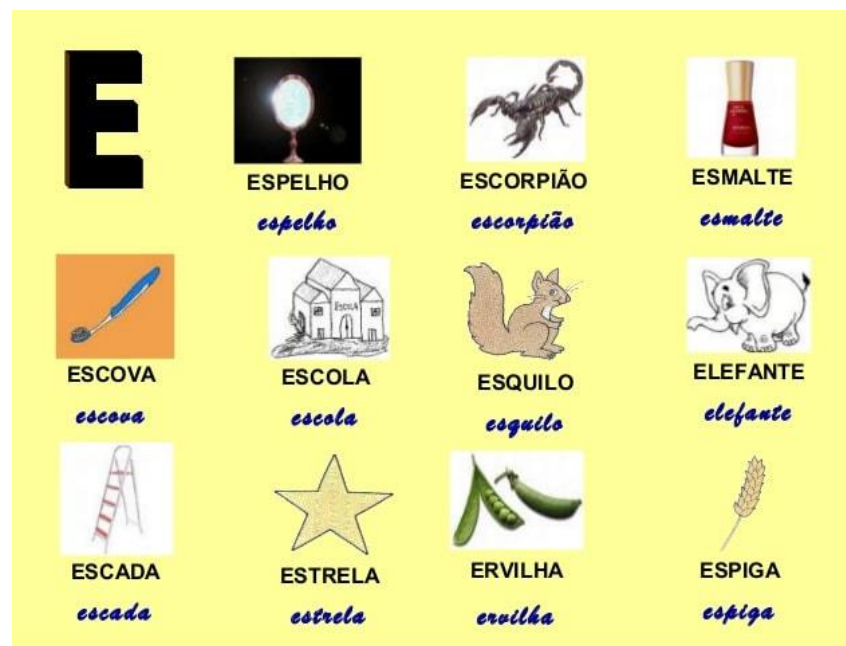 E
ESPELHO
espelho
ESCORPIÃO
escorpião
ESMALTE
esmalte
ESCOVA
escova
ESCOLA
ESCOLA
escola
ESQUILO
esquilo
ELEFANTE
elefante
ESCADA
escada
ESTRELA
estrela
ERVILHA
ervilha
ESPIGA
espiga